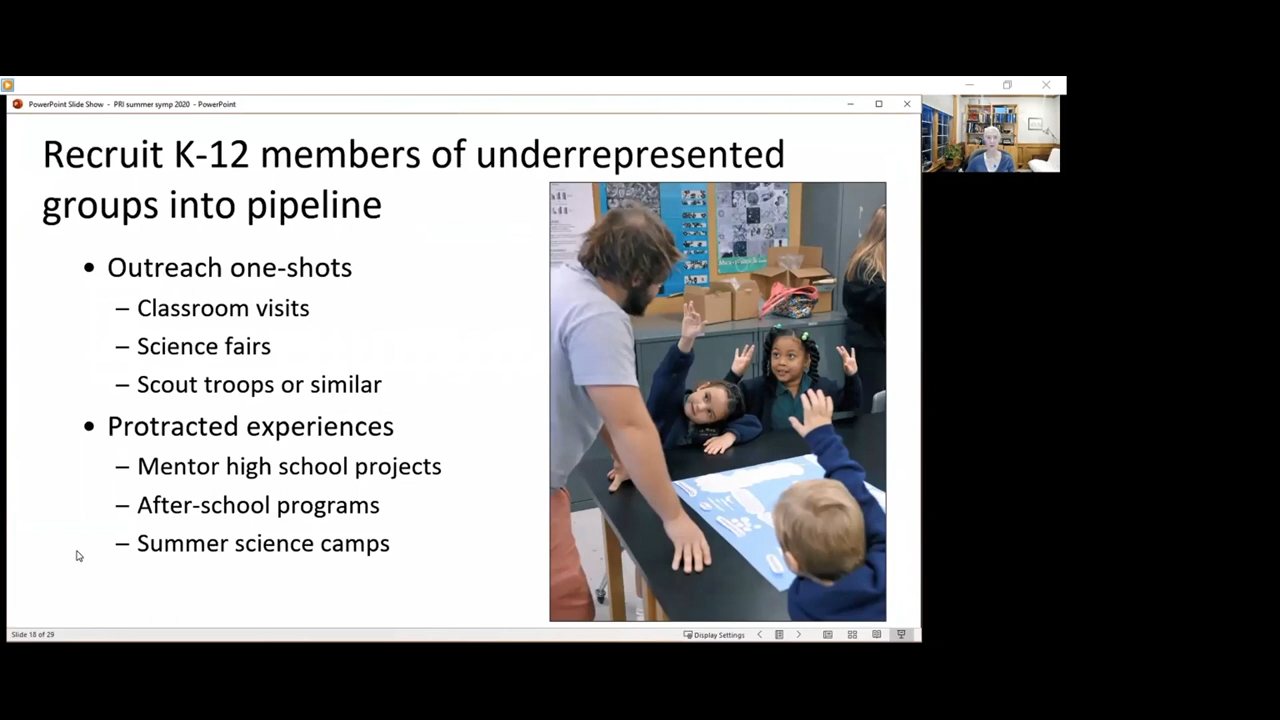 PowerPoint Slide Show - PRI summer symp 2020 - PowerPoint
Recruit K-12 members of underrepresented
groups into pipeline
• Outreach one-shots
– Classroom visits
– Science fairs
– Scout troops or similar
• Protracted experiences
– Mentor high school projects
– After-school programs
– Summer science camps
Slide 18 of 29
Display Settings